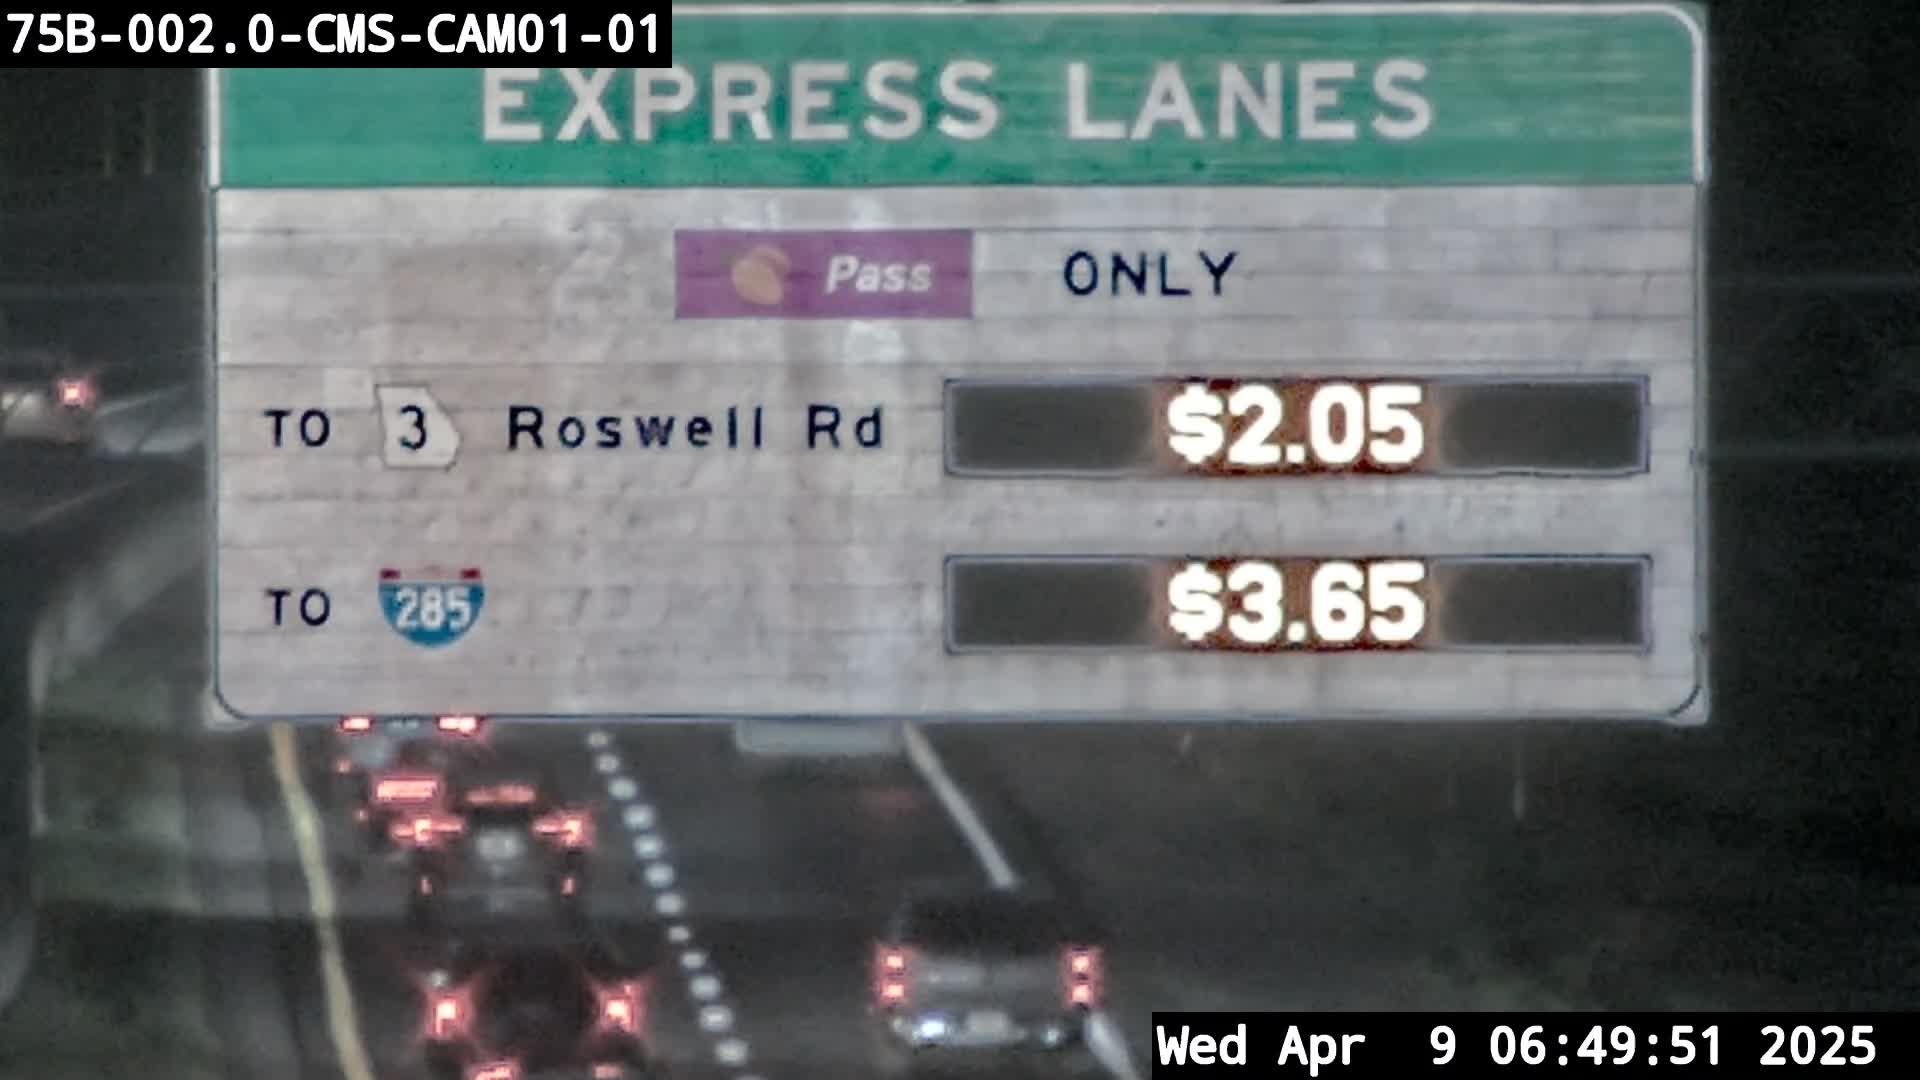 75B-002.0-CMS-CAM01-01
EXPRESS LANES
Pass ONLY
TO 3 Roswell Rd $2.05
TO 285 $3.65
Wed Apr 9 06:49:51 2025